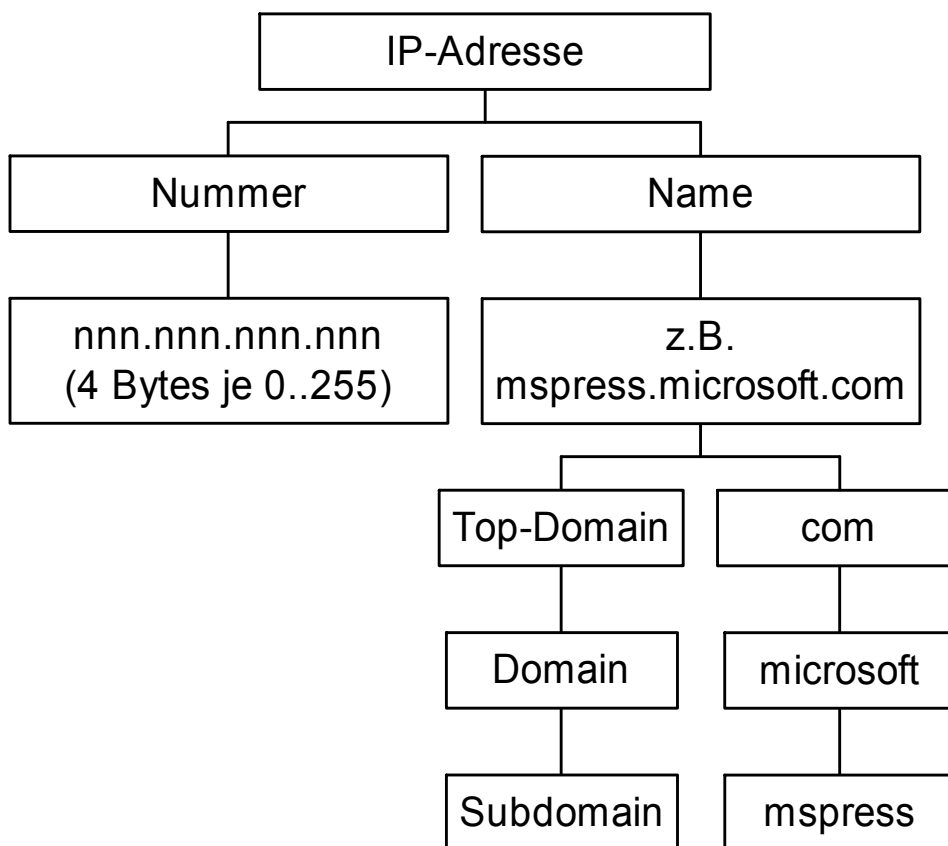 IP-Adresse
Nummer
Name
nnn.nnn.nnn.nnn
(4 Bytes je 0..255)
z.B.
mspress.microsoft.com
Top-Domain
com
Domain
microsoft
Subdomain
mspress